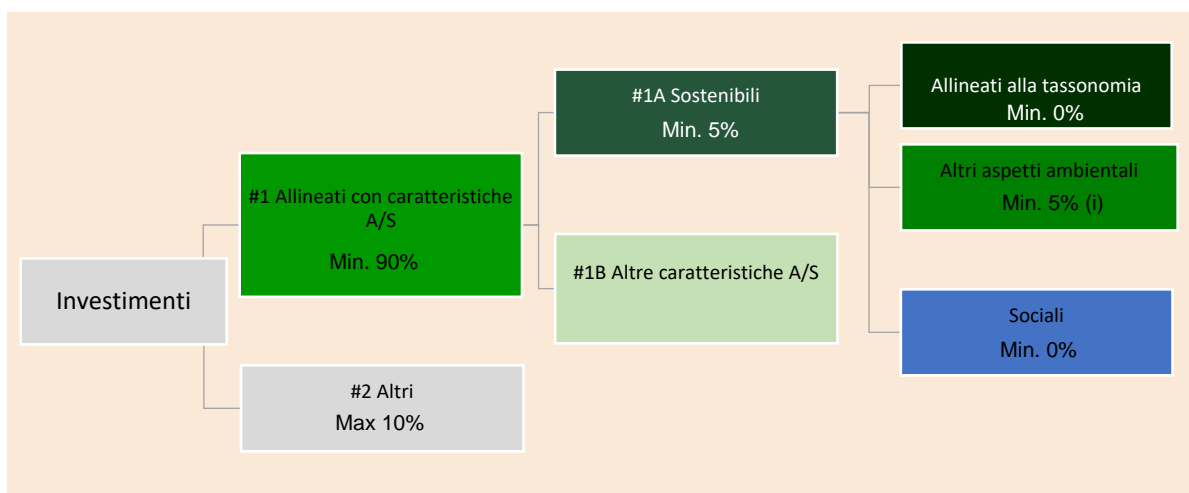 Investimenti
#1 Allineati con caratteristiche
A/S
Min. 90%
#2 Altri
Max 10%
#1A Sostenibili
Min. 5%
#1B Altre caratteristiche A/S
Allineati alla tassonomia
Min. 0%
Altri aspetti ambientali
Min. 5% (i)
Sociali
Min. 0%